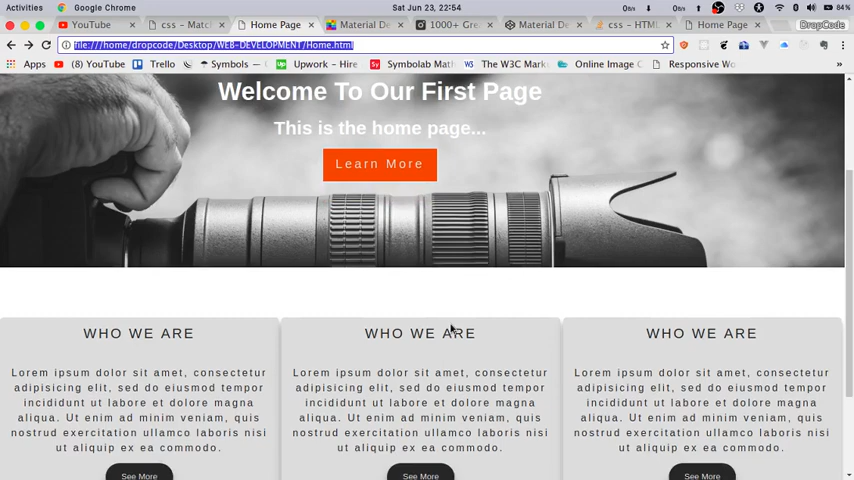 Activities Google Chrome Sat Jun 23, 22:54 0n/s 0n/s 84%
YouTube css - Match Home Page Material De 1000+ Gre Material De css - HTML Home Page DropCode
file:///home/dropcode/Desktop/WEB-DEVELOPMENT/Home.html
Apps (8) YouTube Trello Symbols – Upwork - Hire Symbolab Mat The W3C Mark Online Image C Responsive Wo
Welcome To Our First Page
This is the home page...
Learn More
WHO WE ARE WHO WE ARE WHO WE ARE
Lorem ipsum dolor sit amet, consectetur
adipisicing elit, sed do eiusmod tempor
incididunt ut labore et dolore magna
aliqua. Ut enim ad minim veniam, quis
nostrud exercitation ullamco laboris nisi
ut aliquip ex ea commodo.
See More
Lorem ipsum dolor sit amet, consectetur
adipisicing elit, sed do eiusmod tempor
incididunt ut labore et dolore magna
aliqua. Ut enim ad minim veniam, quis
nostrud exercitation ullamco laboris nisi
ut aliquip ex ea commodo.
See More
Lorem ipsum dolor sit amet, consectetur
adipisicing elit, sed do eiusmod tempor
incididunt ut labore et dolore magna
aliqua. Ut enim ad minim veniam, quis
nostrud exercitation ullamco laboris nisi
ut aliquip ex ea commodo.
See More